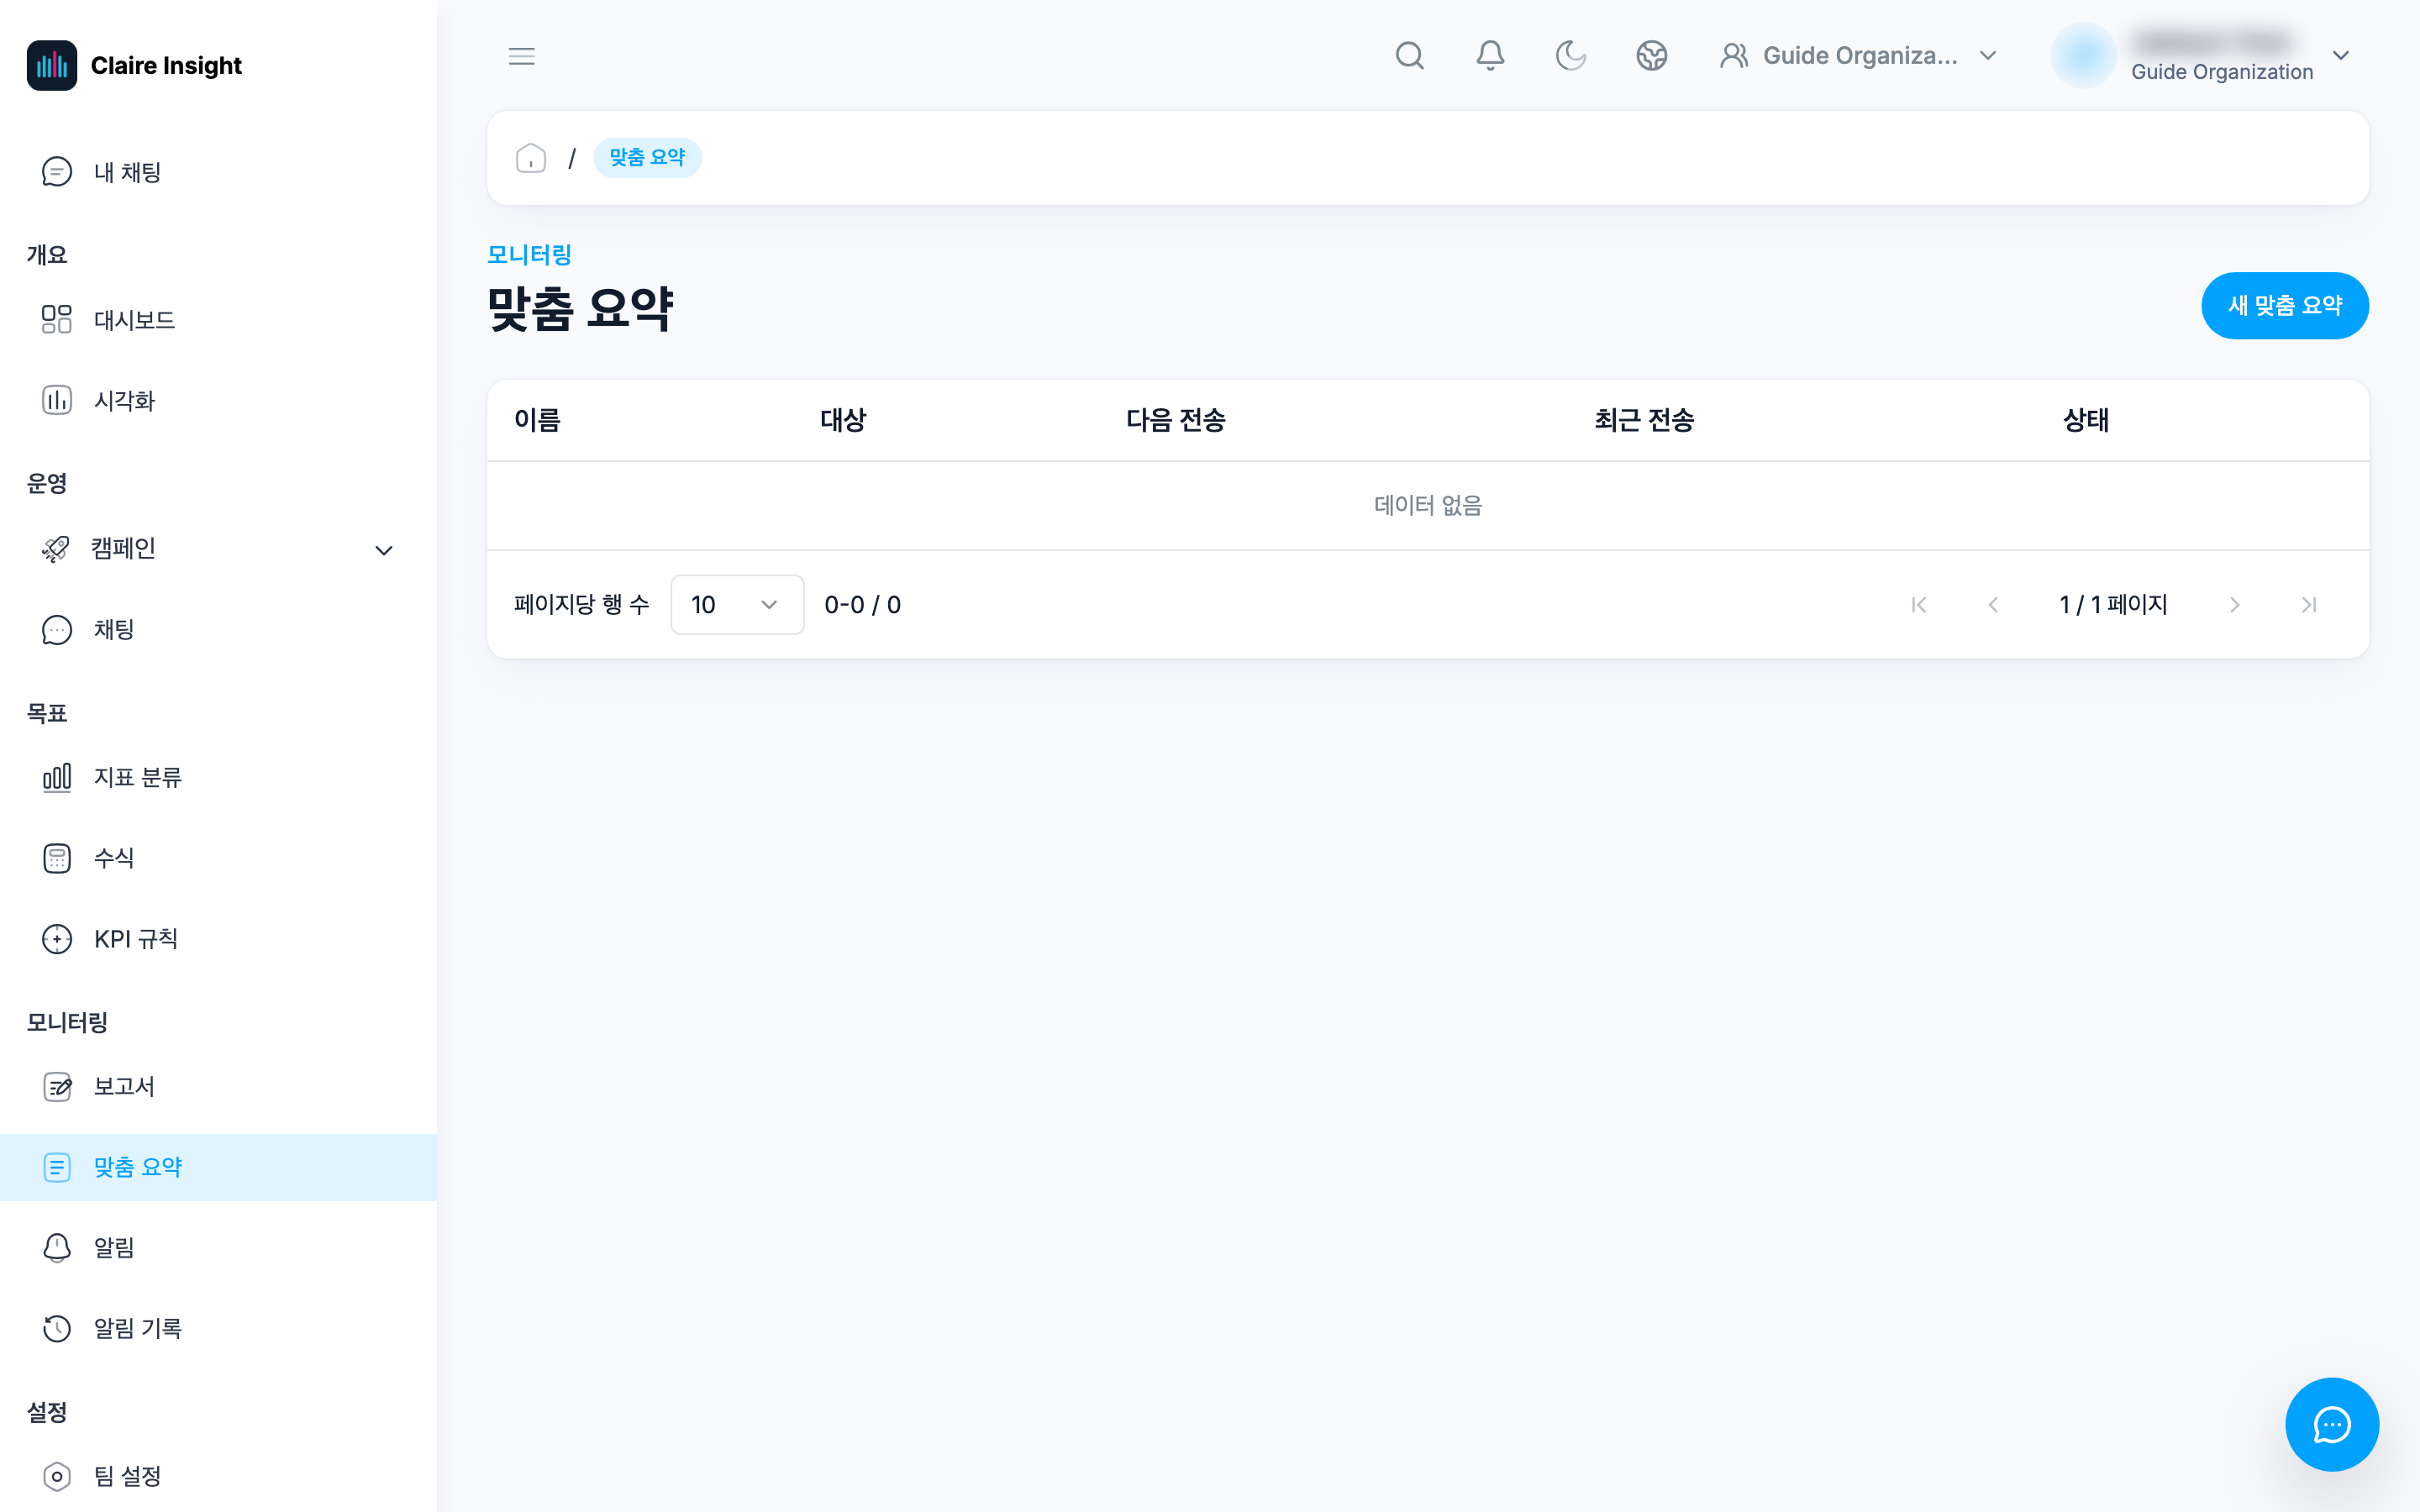 Claire Insight
내 채팅
개요
대시보드
시각화
운영
캠페인
채팅
목표
지표 분류
수식
KPI 규칙
모니터링
보고서
맞춤 요약
알림
알림 기록
설정
팀 설정
Guide Organiza...
Guide Organization
/ 맞춤 요약
모니터링
맞춤 요약
새 맞춤 요약
이름 대상 다음 전송 최근 전송 상태
데이터 없음
페이지당 행 수 10 0-0 / 0 1 / 1 페이지